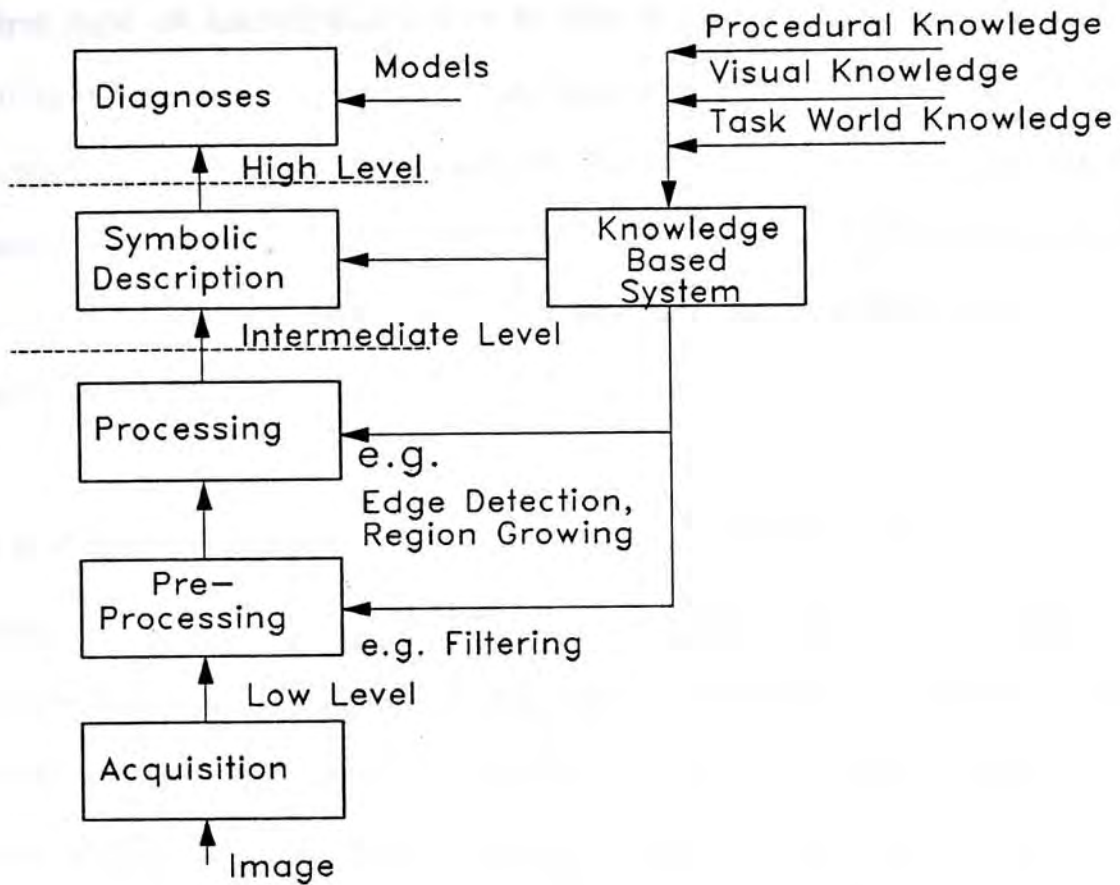 Procedural Knowledge
Models
Visual Knowledge
Diagnoses
Task World Knowledge
High Level
Symbolic
Description
Knowledge
Based
System
Intermediate Level
Processing
e.g.
Edge Detection,
Region Growing
Pre-
Processing
e.g. Filtering
Low Level
Acquisition
Image